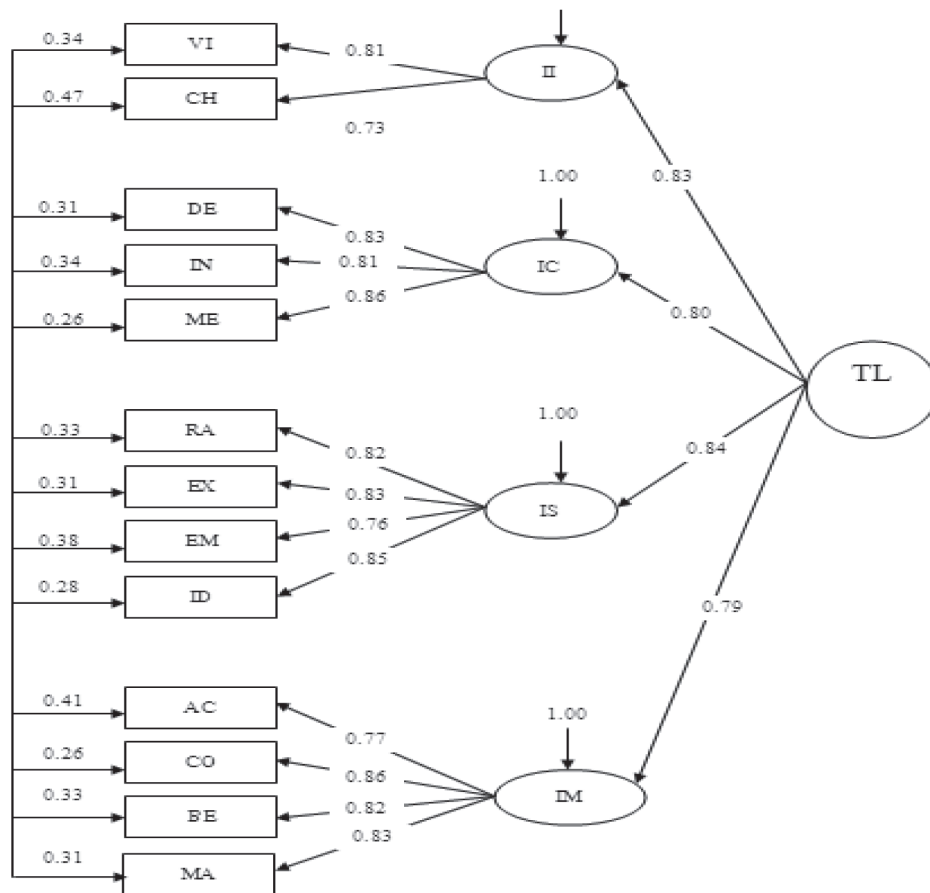 0.34 VI 0.81 II
0.47 CH 0.73
0.83
1.00
0.31 DE 0.83
0.34 IN 0.81 IC
0.26 ME 0.86 0.80
TL
0.33 RA 0.82 1.00
0.84
0.31 EX 0.83 IS
0.38 EM 0.76
0.28 ID 0.85
0.79
0.41 AC 0.77 1.00
0.26 CO 0.86 IM
0.33 BE 0.82
0.31 MA 0.83